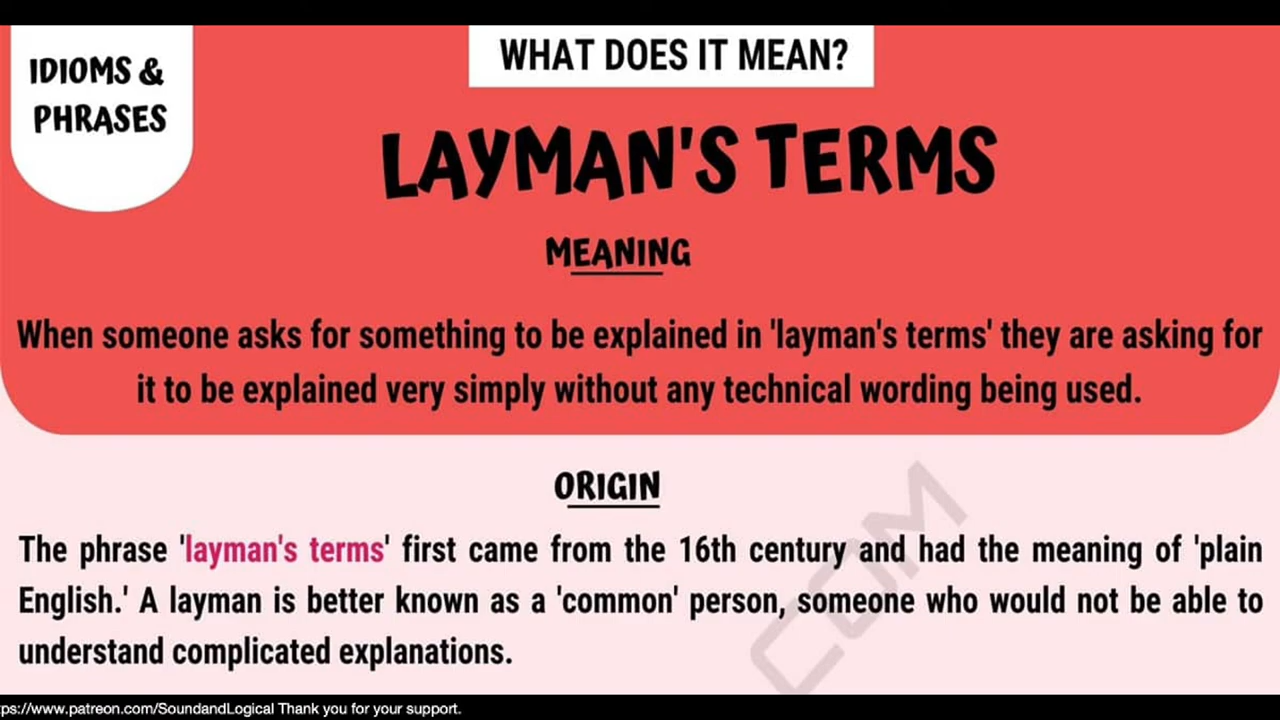 IDIOMS &
PHRASES
WHAT DOES IT MEAN?
LAYMAN'S TERMS
MEANING
When someone asks for something to be explained in 'layman's terms' they are asking for
it to be explained very simply without any technical wording being used.
ORIGIN
The phrase 'layman's terms' first came from the 16th century and had the meaning of 'plain
English.' A layman is better known as a 'common' person, someone who would not be able to
understand complicated explanations.
COM
ps://www.patreon.com/SoundandLogical Thank you for your support.